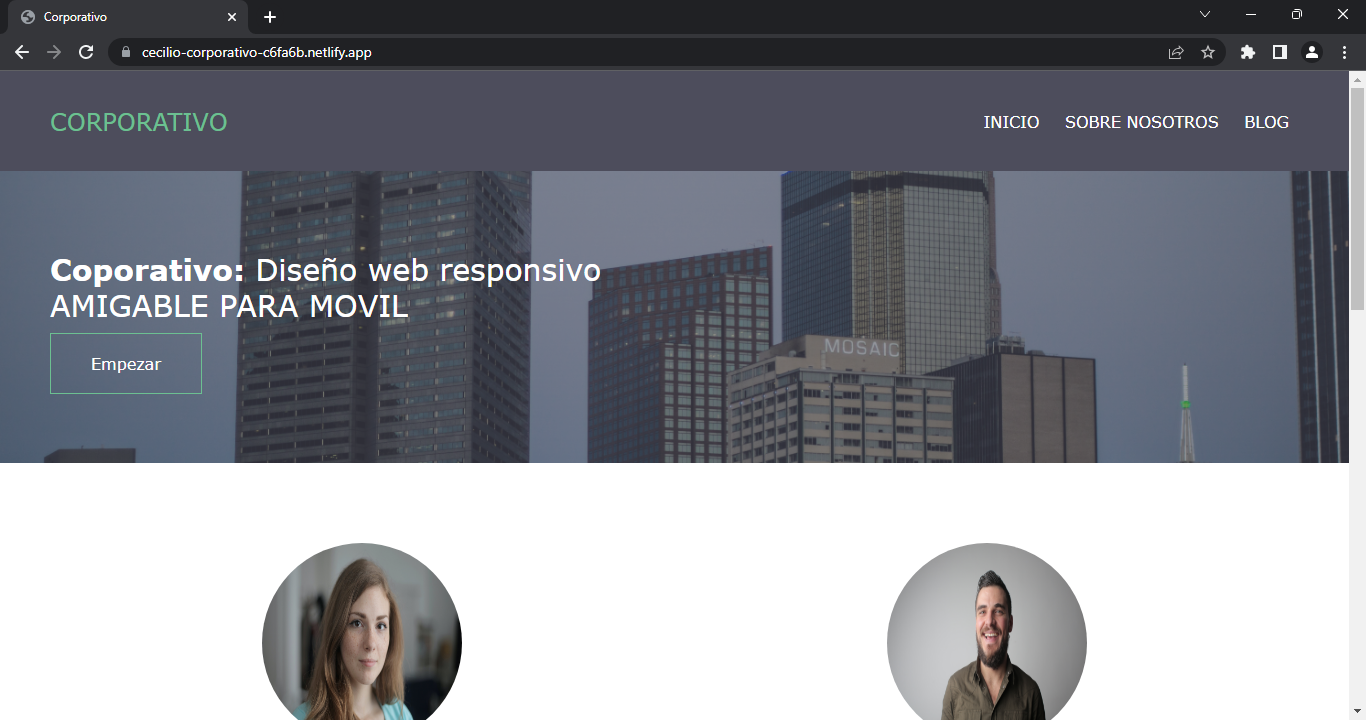 Corporativo
cecilio-corporativo-c6fa6b.netlify.app
CORPORATIVO
INICIO SOBRE NOSOTROS BLOG
Coporativo: Diseño web responsivo
AMIGABLE PARA MOVIL
MOSAIC
Empezar